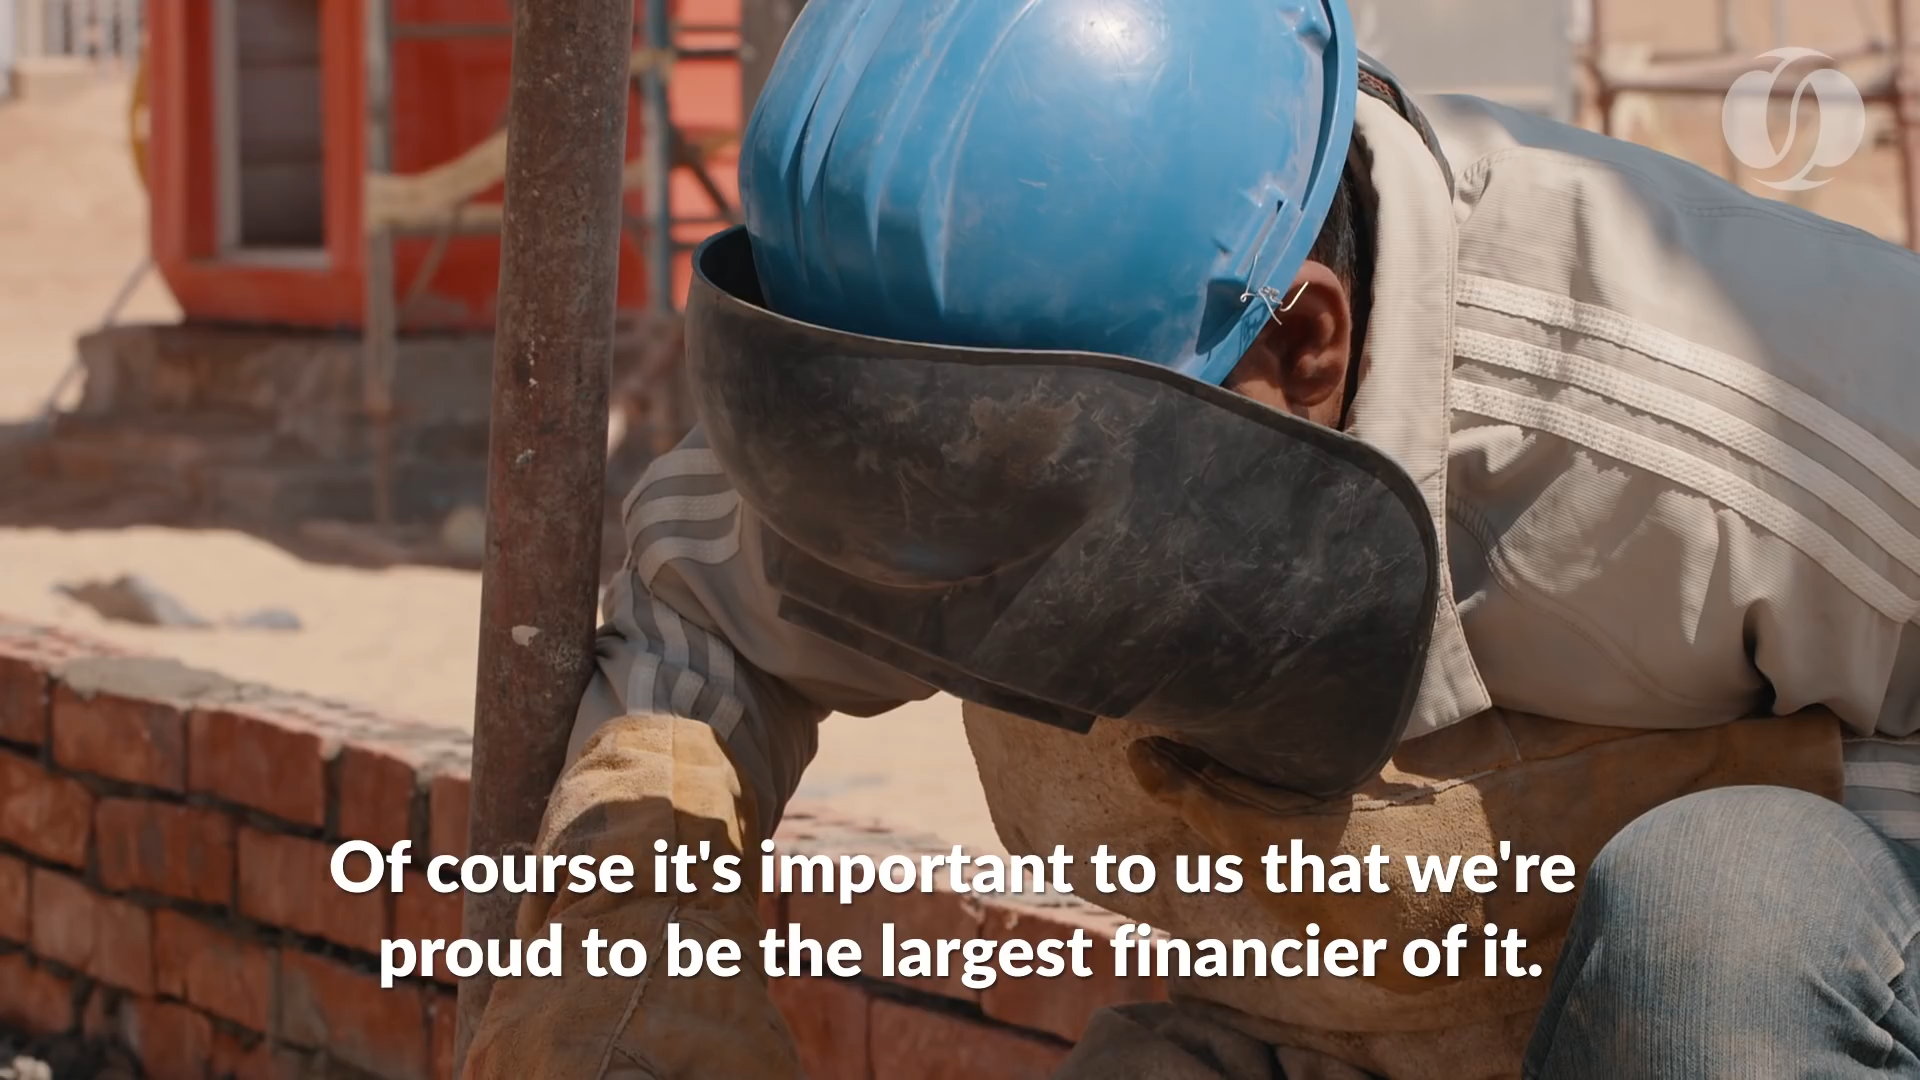 Of course it's important to us that we're
proud to be the largest financier of it.